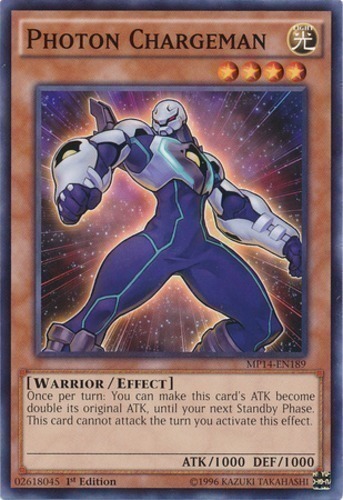 PHOTON CHARGEMAN
LIGHT
光
MP14-EN189
[WARRIOR / EFFECT]
Once per turn: You can make this card's ATK become
double its original ATK, until your next Standby Phase.
This card cannot attack the turn you activate this effect.
ATK/1000 DEF/1000
02618045 1st Edition ©1996 KAZUKI TAKAHASHI